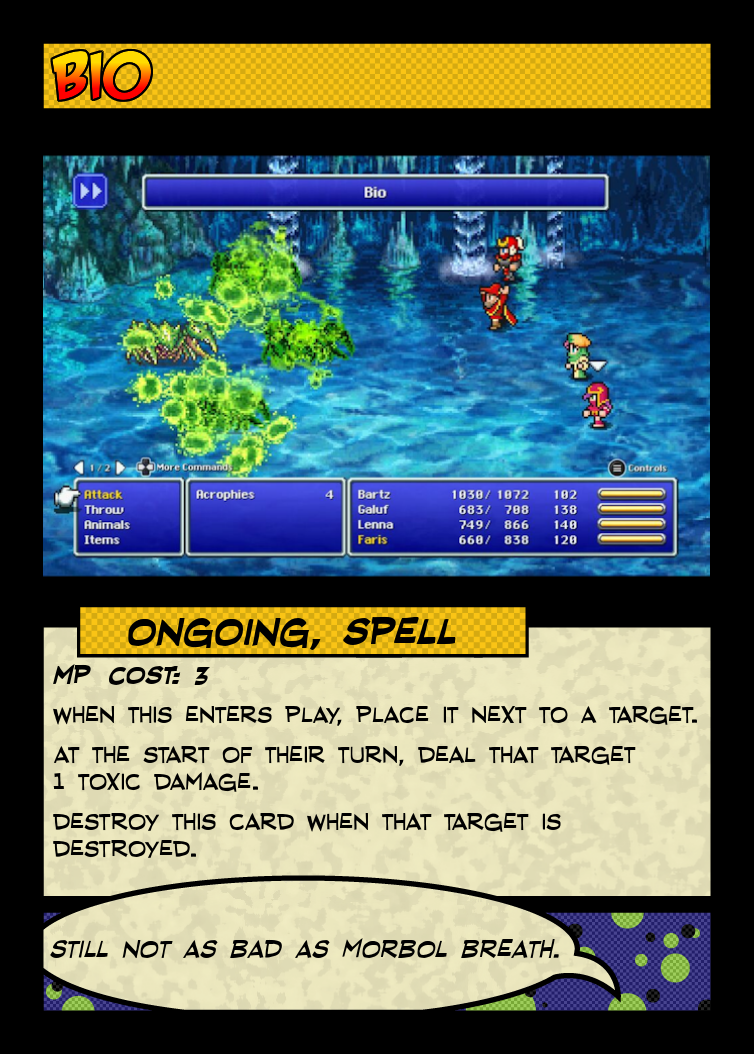 BIO
Bio
1/2 More Commands
Controls
Attack
Throw
Animals
Items
Acrophies 4
Bartz 1030/ 1072 102
Galuf 683/ 708 138
Lenna 749/ 866 140
Faris 660/ 838 120
ONGOING, SPELL
MP COST: 3
WHEN THIS ENTERS PLAY, PLACE IT NEXT TO A TARGET.
AT THE START OF THEIR TURN, DEAL THAT TARGET
1 TOXIC DAMAGE.
DESTROY THIS CARD WHEN THAT TARGET IS
DESTROYED.
STILL NOT AS BAD AS MORBOL BREATH.